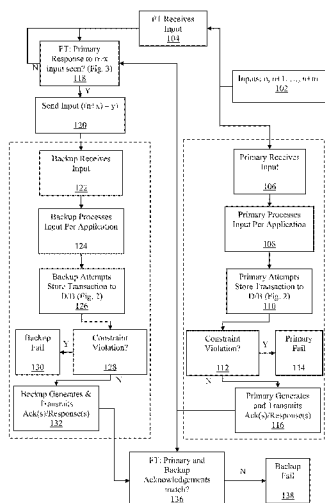 FT Receives
Input
104
FT: Primary
Response to
input seen? (Fig. 3)
118
N
Y
Send Input
120
Inputs: n, n+1, ..., n+m
102
Backup Receives
Input
122
Backup Processes
Input Per Application
124
Backup Attempts
Store Transaction to
D/B (Fig. 2)
126
Constraint
Violation?
128
Y
N
Backup
Fail
130
Backup Generates &
Transmits
Ack(s)/Response(s)
132
Primary Receives
Input
106
Primary Processes
Input Per Application
108
Primary Attempts
Store Transaction to
D/B (Fig. 2)
110
Constraint
Violation?
112
Y
N
Primary
Fail
114
Primary Generates
and Transmits
Ack(s)/Response(s)
116
FT: Primary and
Backup
Acknowledgements
match?
136
N
Backup
Fail
138